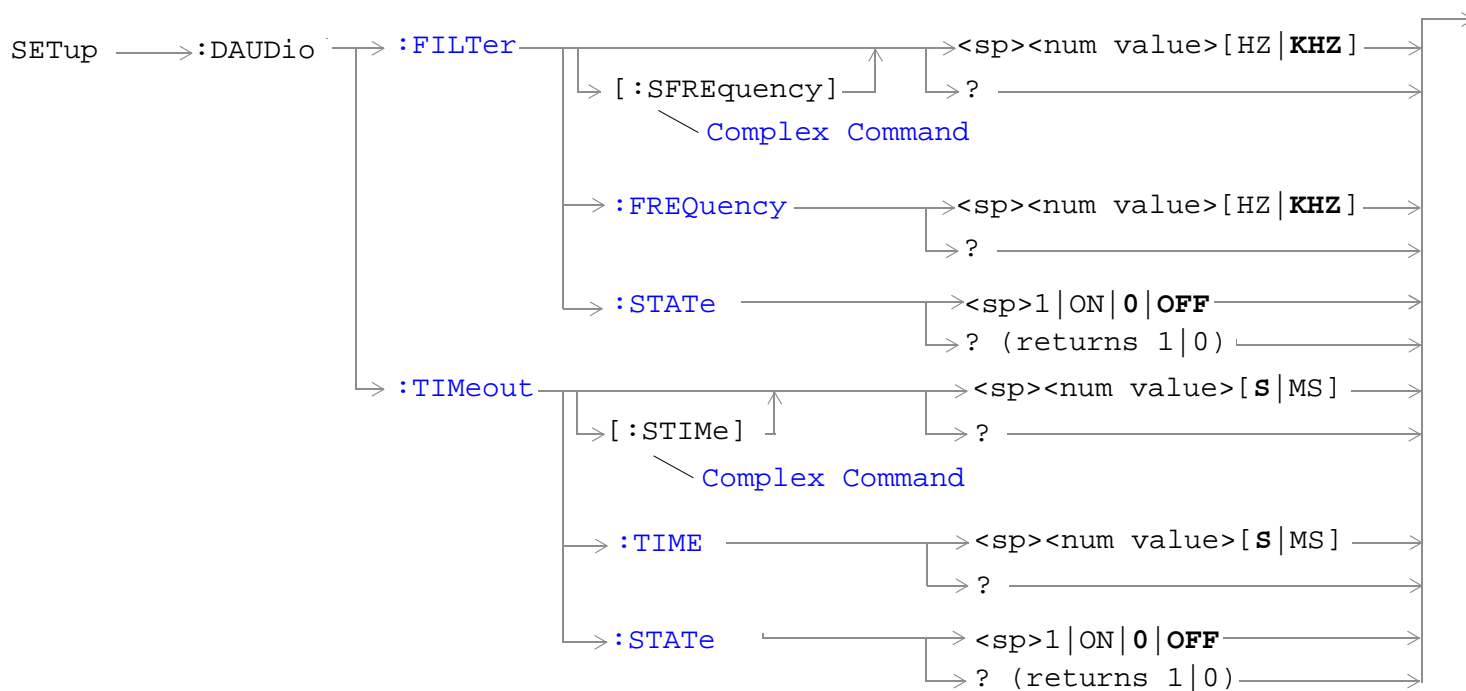 SETup :DAUDio :FILTer <sp><num value>[HZ|KHZ]
[:SFREquency] ?
Complex Command
:FREQuency <sp><num value>[HZ|KHZ]
?
:STATe <sp>1|ON|0|OFF
? (returns 1|0)
:TIMeout <sp><num value>[S|MS]
[:STIMe] ?
Complex Command
:TIME <sp><num value>[S|MS]
?
:STATe <sp>1|ON|0|OFF
? (returns 1|0)